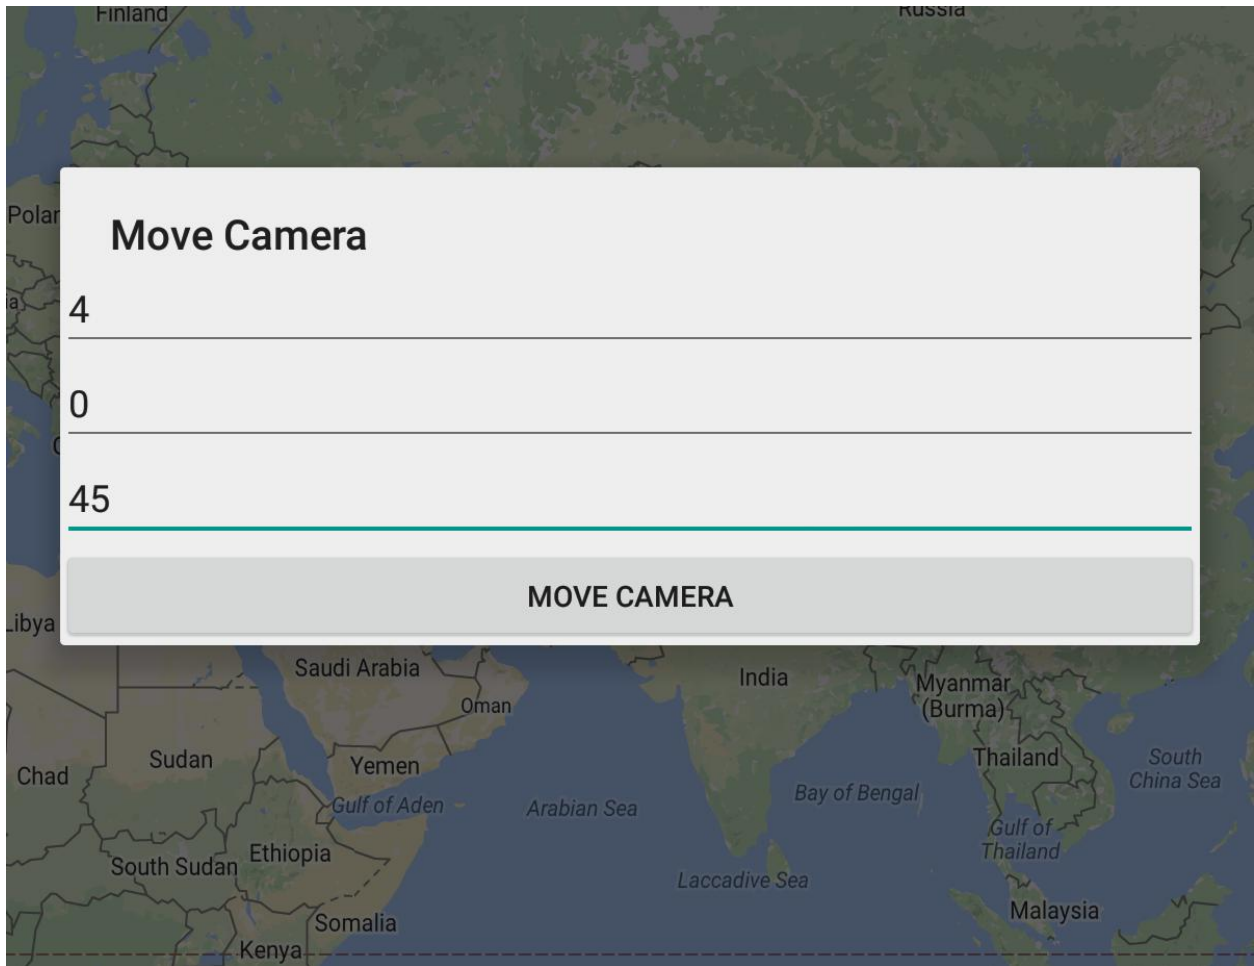 Finland
Russia
Polar
Move Camera
4
0
45
MOVE CAMERA
Libya
Saudi Arabia
India
Oman
Myanmar
(Burma)
Sudan
Yemen
Thailand
South
China Sea
Chad
Gulf of Aden
Arabian Sea
Bay of Bengal
Gulf of
Thailand
Ethiopia
South Sudan
Laccadive Sea
Malaysia
Somalia
Kenya